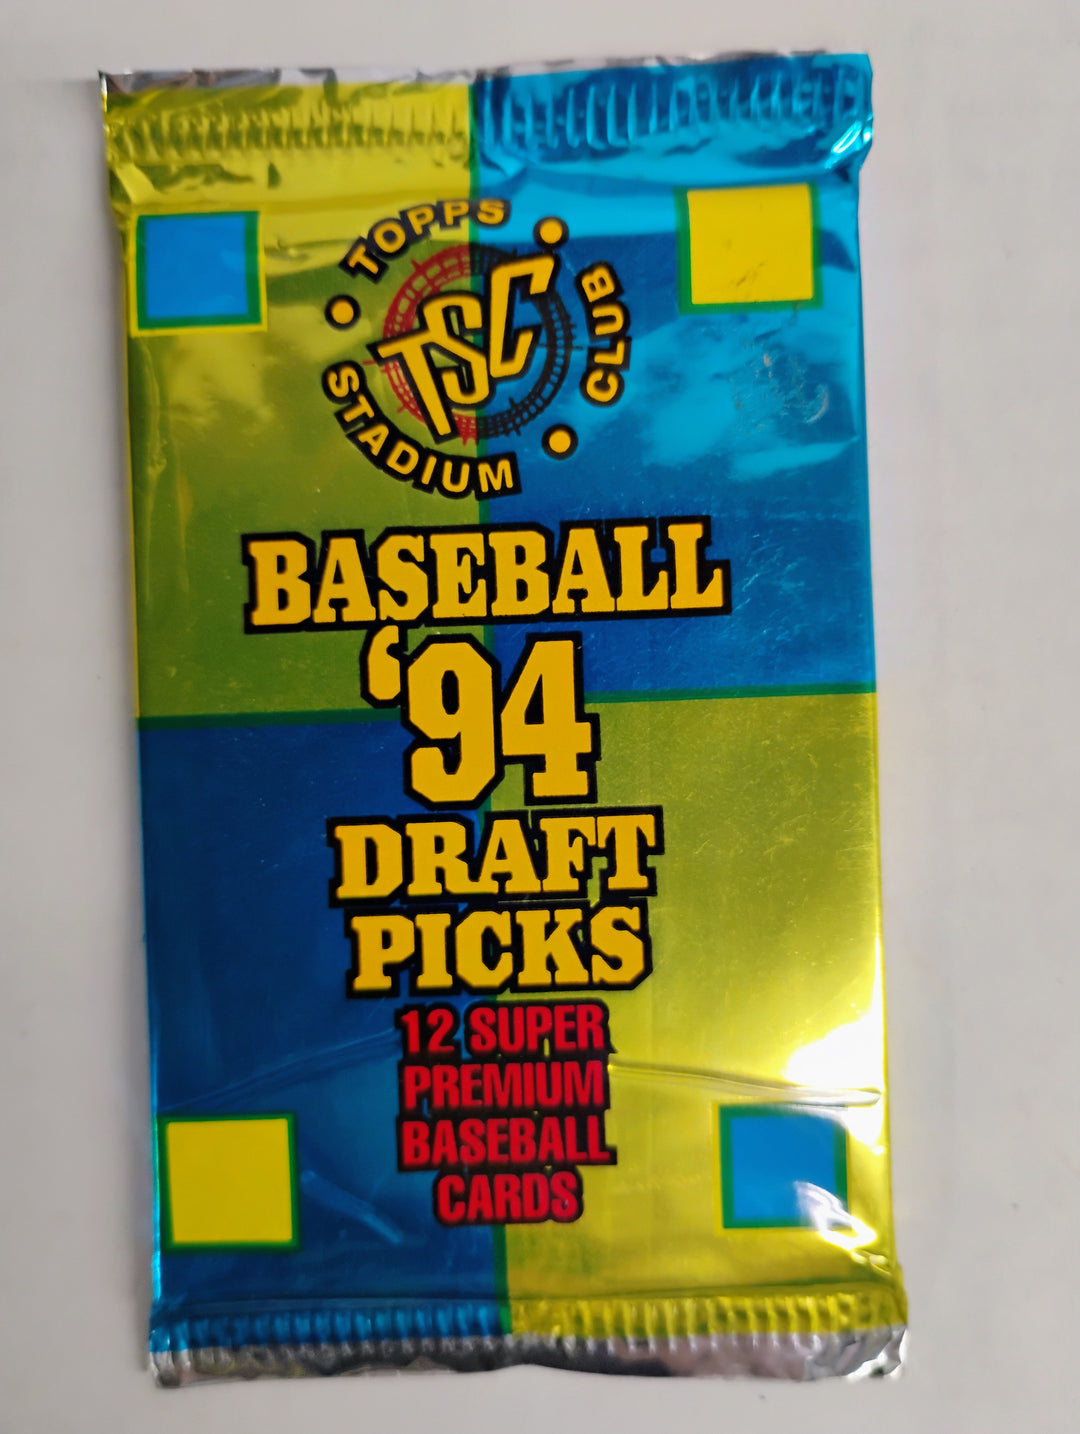 TOPPS
STADIUM
CLUB
TSC
BASEBALL
‘94
DRAFT
PICKS
12 SUPER
PREMIUM
BASEBALL
CARDS